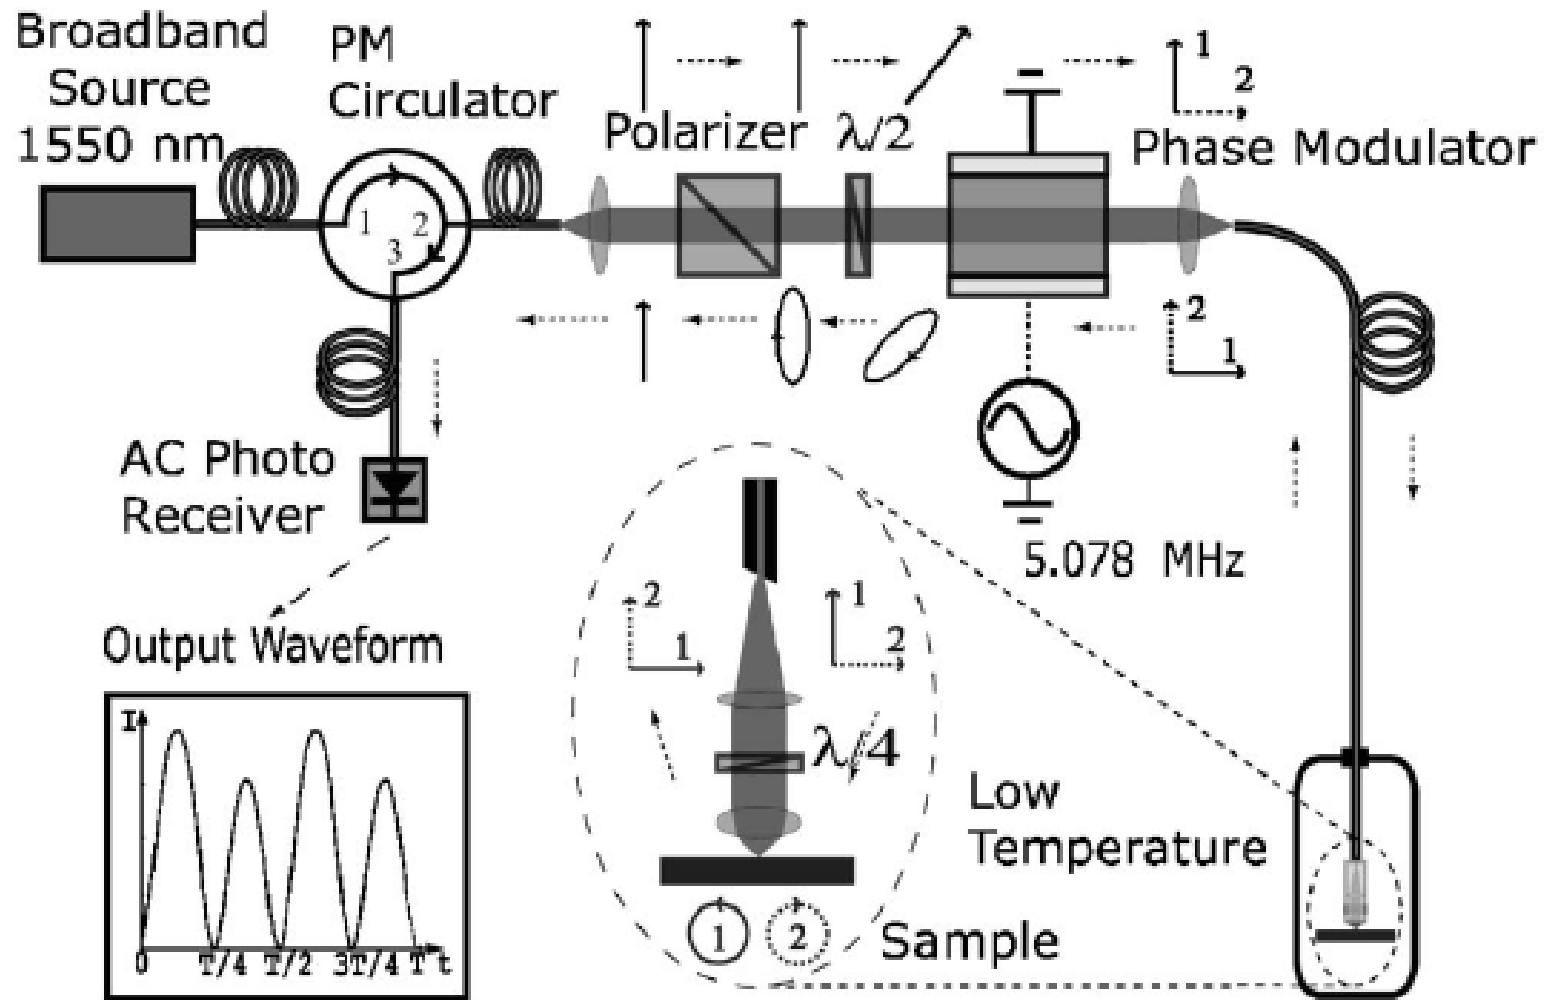 Broadband
Source
1550 nm
PM
Circulator
1
2
3
Polarizer
λ/2
1
2
Phase Modulator
2
1
5.078 MHz
AC Photo
Receiver
Output Waveform
I
0
T/4
T/2
3T/4
T
t
2
1
1
2
λ/4
1
2
Sample
Low
Temperature